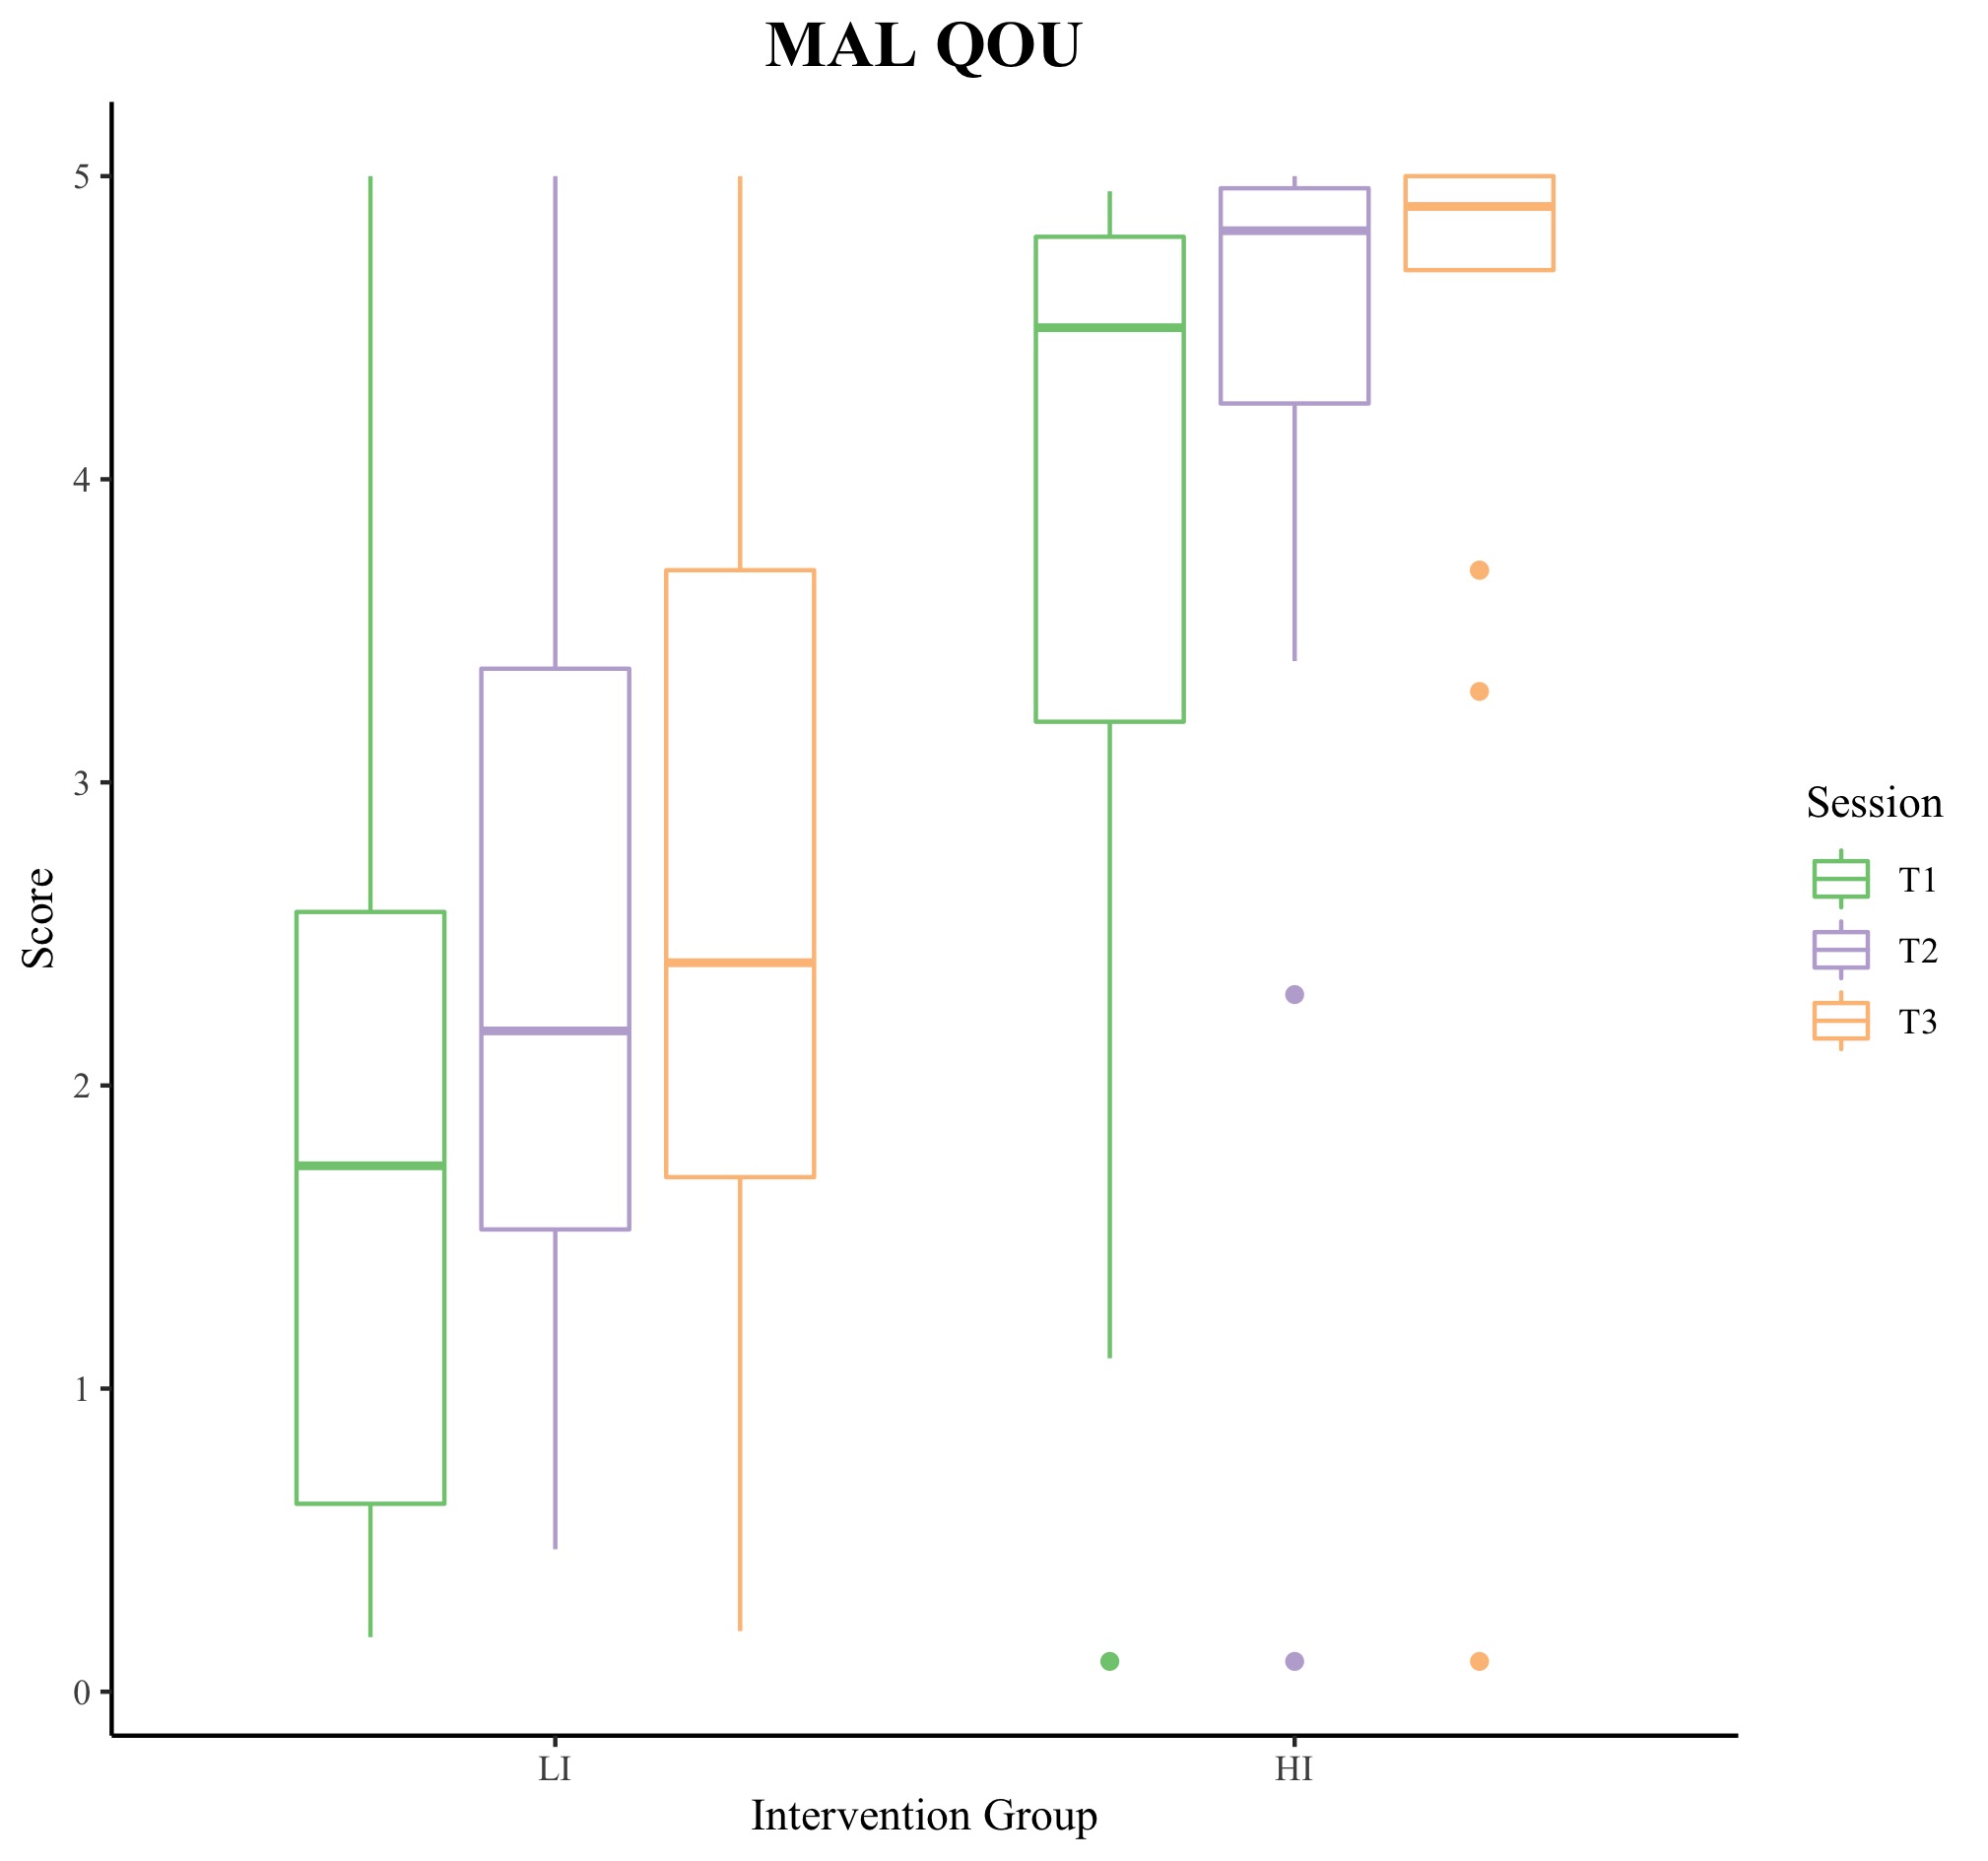 MAL QOU
5
4
3
2
1
0
Score
LI
HI
Intervention Group
Session
T1
T2
T3